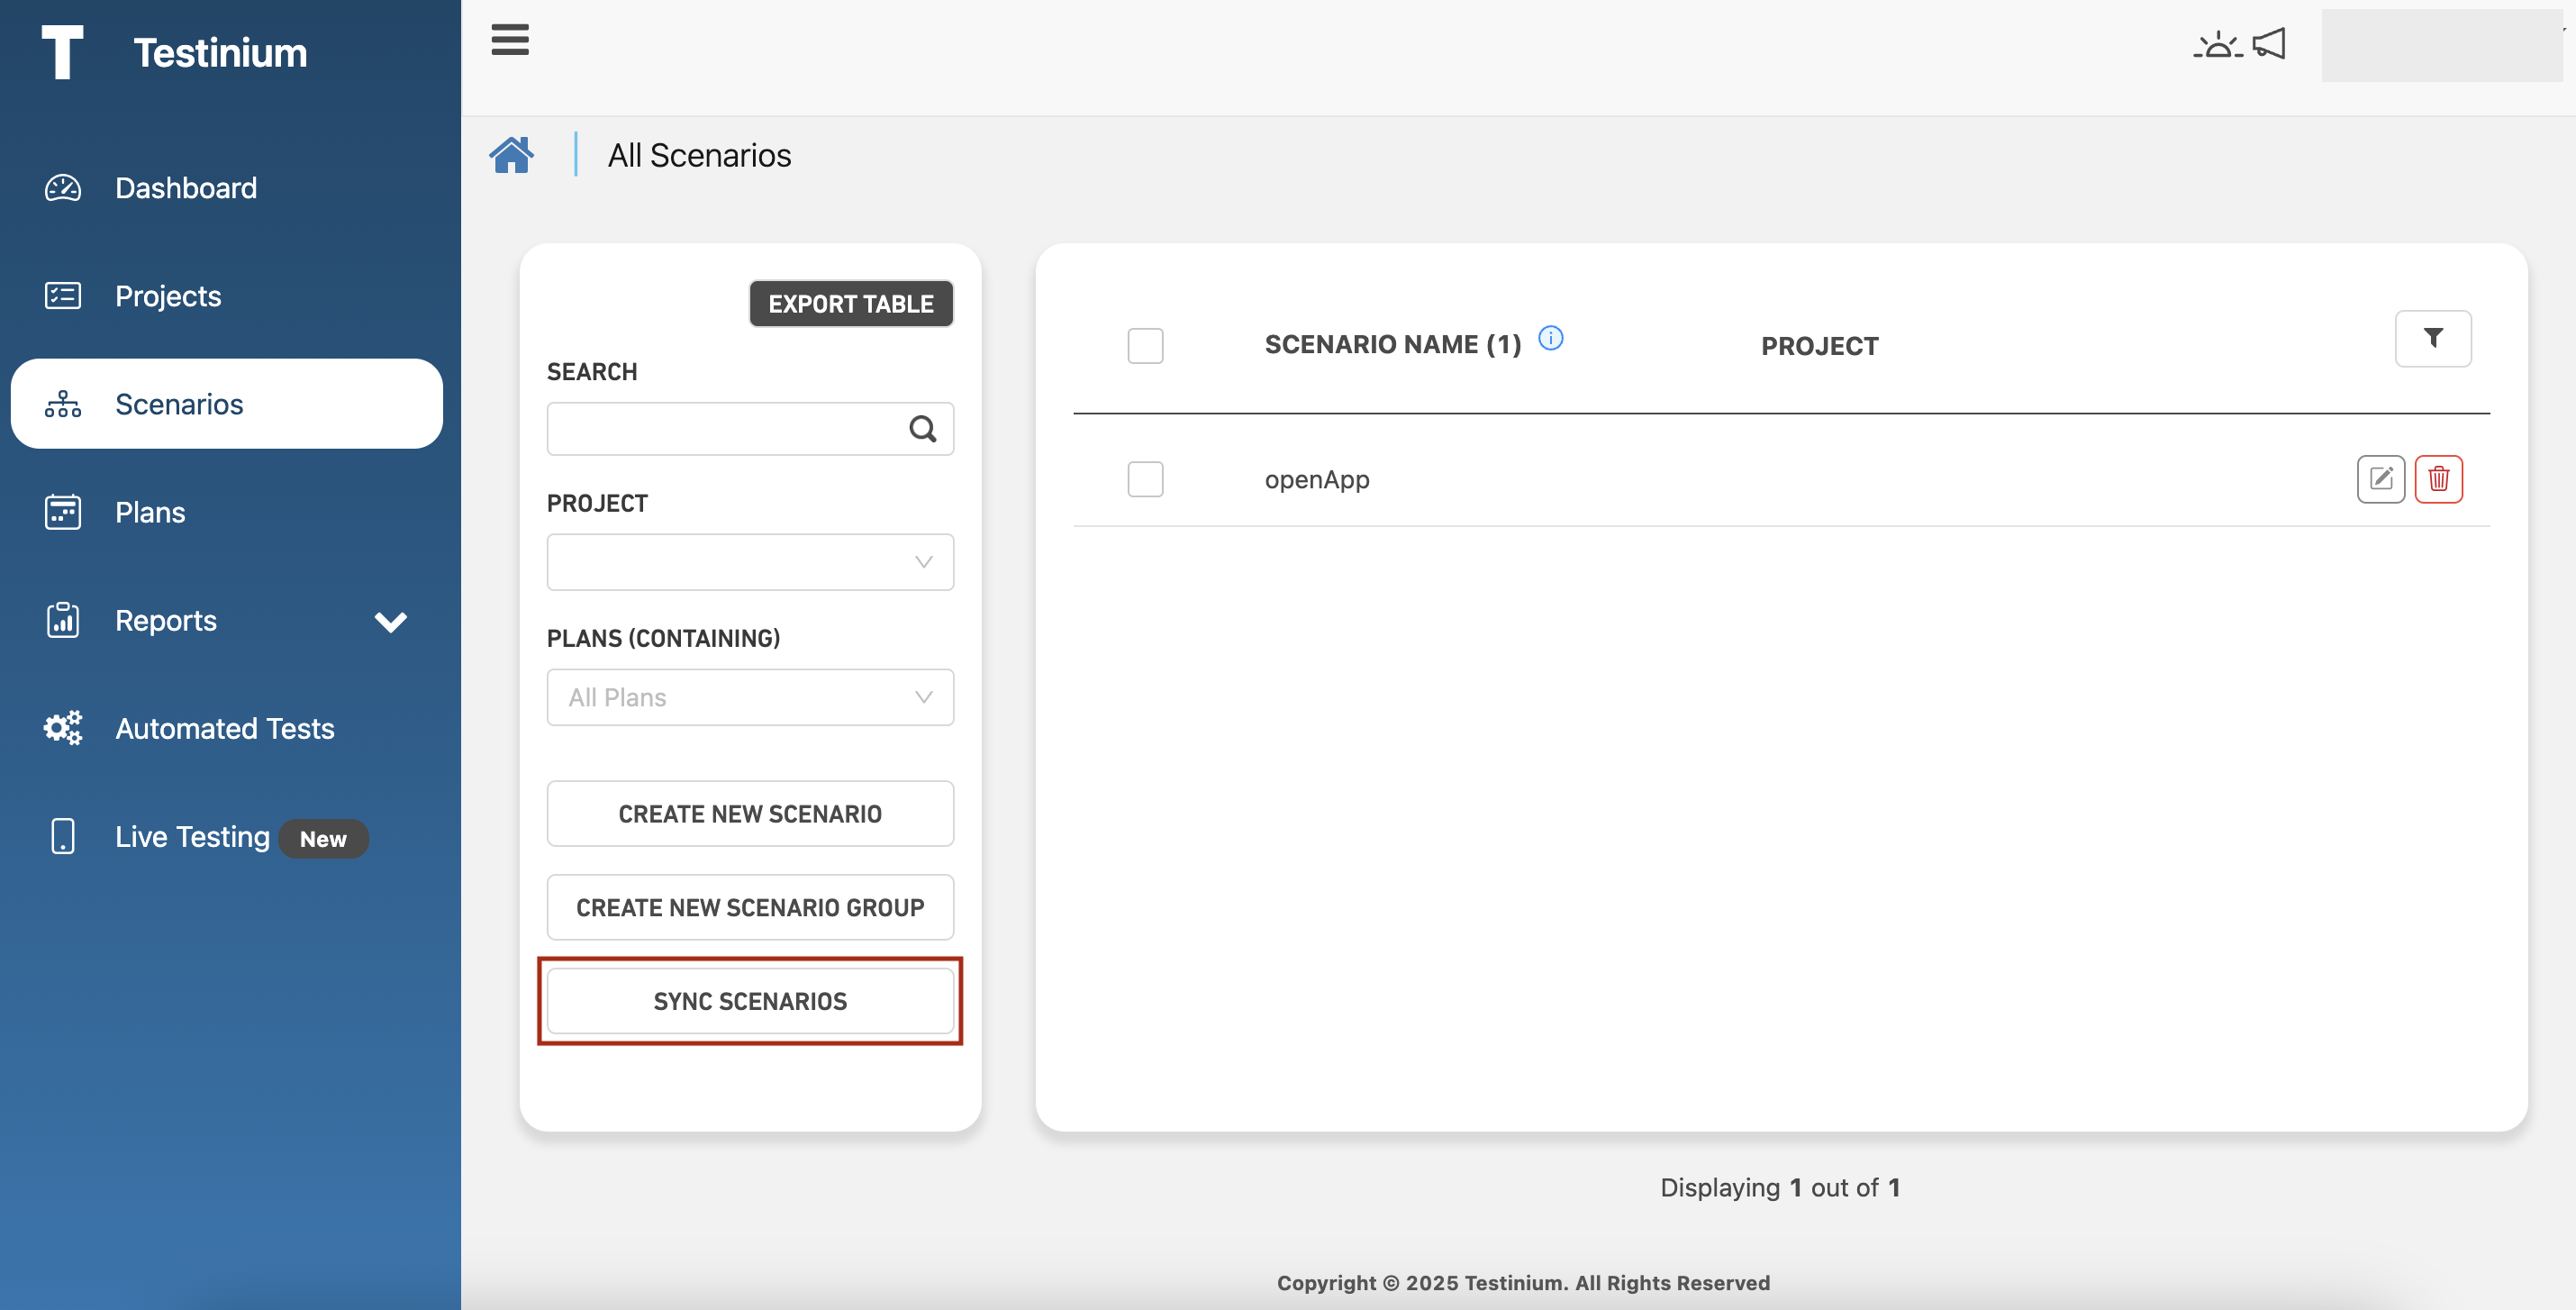 T Testinium
Dashboard
Projects
Scenarios
Plans
Reports
Automated Tests
Live Testing New
All Scenarios
EXPORT TABLE
SEARCH
PROJECT
PLANS (CONTAINING)
All Plans
CREATE NEW SCENARIO
CREATE NEW SCENARIO GROUP
SYNC SCENARIOS
SCENARIO NAME (1) PROJECT
openApp
Displaying 1 out of 1
Copyright © 2025 Testinium. All Rights Reserved